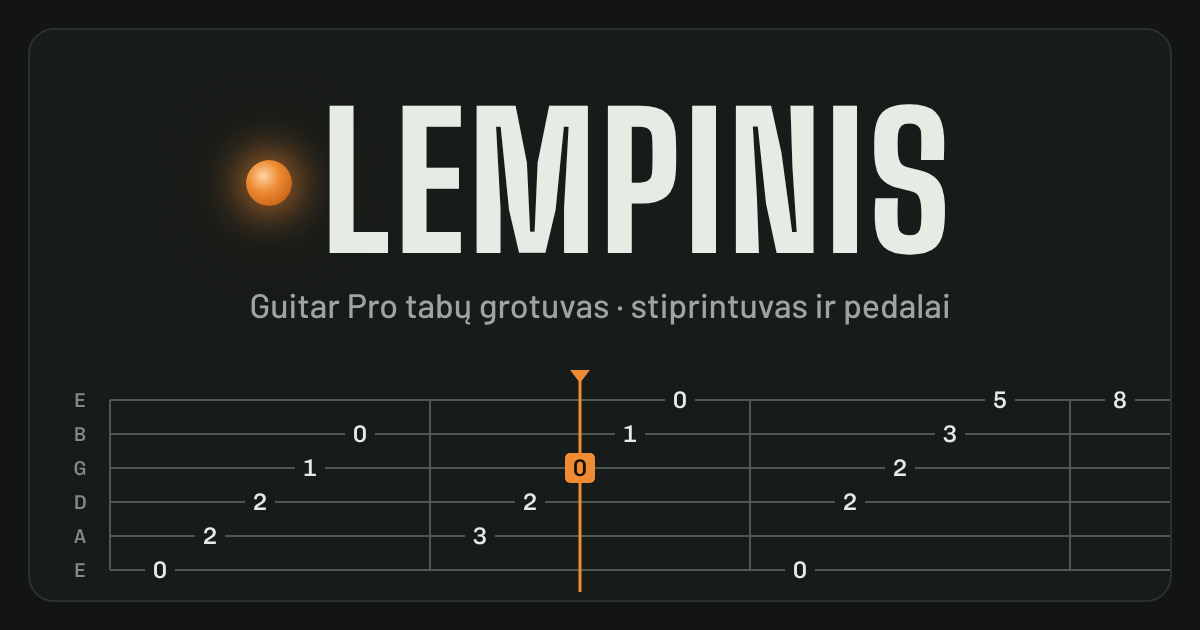 LEMPINIS
Guitar Pro tabų grotuvas · stiprintuvas ir pedalai
E 0 5 8
B 0 1 3
G 1 0 2
D 2 2 2
A 2 3
E 0 0